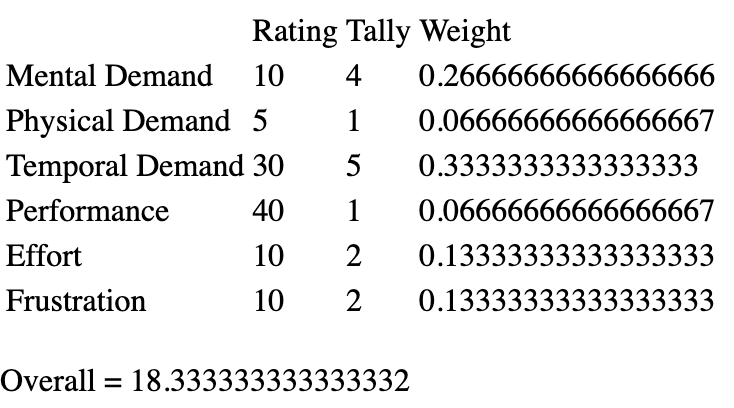 Rating Tally Weight
Mental Demand 10 4 0.26666666666666666
Physical Demand 5 1 0.06666666666666667
Temporal Demand 30 5 0.3333333333333333
Performance 40 1 0.06666666666666667
Effort 10 2 0.13333333333333333
Frustration 10 2 0.13333333333333333
Overall = 18.333333333333332